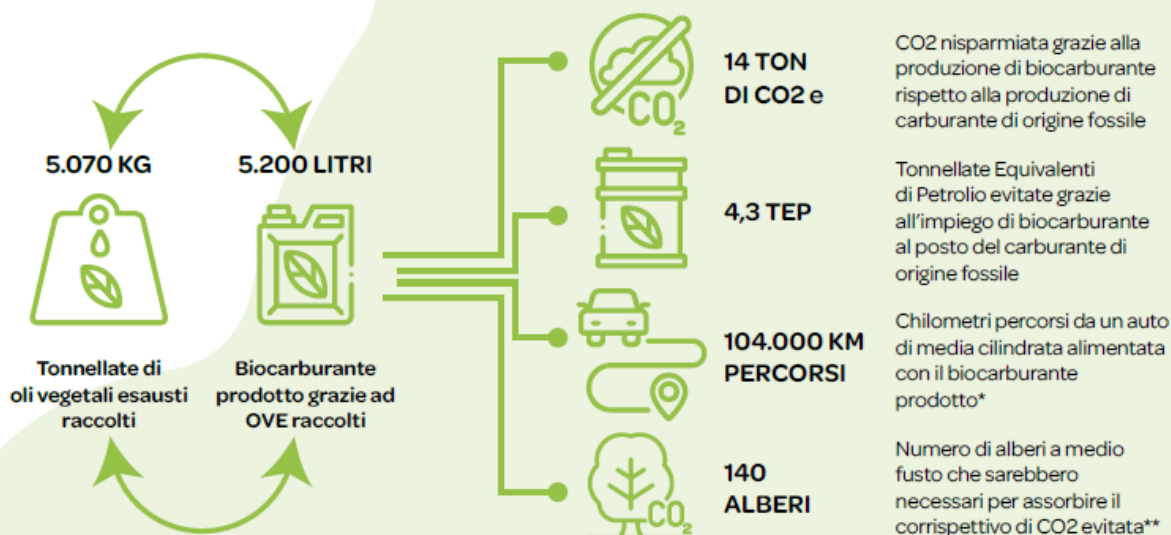 5.070 KG
5.200 LITRI
Tonnellate di
oli vegetali esausti
raccolti
Biocarburante
prodotto grazie ad
OVE raccolti
CO2
14 TON
DI CO2 e
CO2 nisparmiata grazie alla
produzione di biocarburante
rispetto alla produzione di
carburante di origine fossile
4,3 TEP
Tonnellate Equivalenti
di Petrolio evitate grazie
all'impiego di biocarburante
al posto del carburante di
origine fossile
104.000 KM
PERCORSI
Chilometri percorsi da un auto
di media cilindrata alimentata
con il biocarburante
prodotto*
CO2
140
ALBERI
Numero di alberi a medio
fusto che sarebbero
necessari per assorbire il
corrispettivo di CO2 evitata**